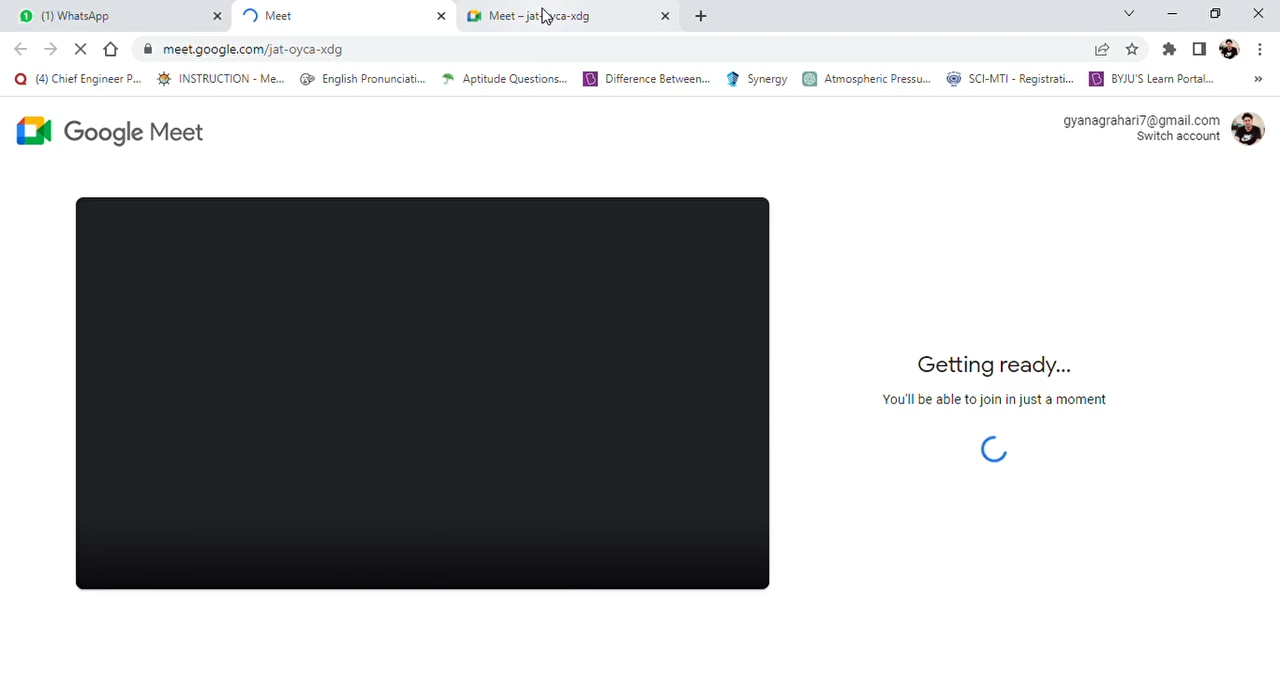 1 (1) WhatsApp
Meet
Meet – jat-oyca-xdg
meet.google.com/jat-oyca-xdg
(4) Chief Engineer P...
INSTRUCTION - Me...
English Pronunciati...
Aptitude Questions...
Difference Between...
Synergy
Atmospheric Pressu...
SCI-MTI - Registrati...
BYJU'S Learn Portal...
Google Meet
gyanagrahari7@gmail.com
Switch account
Getting ready...
You'll be able to join in just a moment